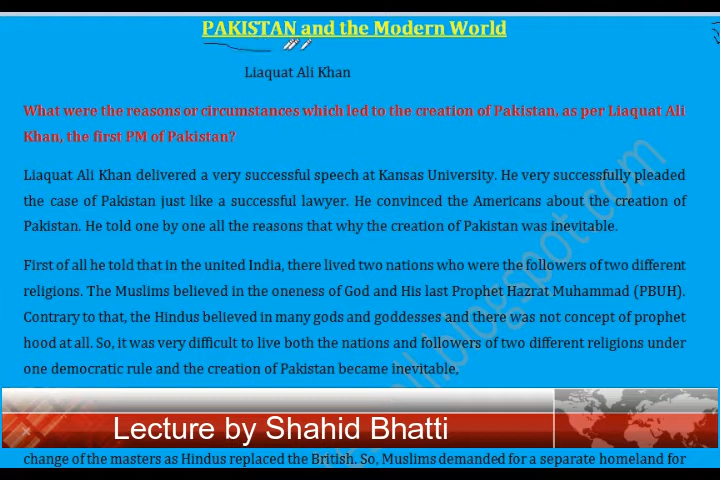 PAKISTAN and the Modern World
Liaquat Ali Khan
What were the reasons or circumstances which led to the creation of Pakistan, as per Liaquat Ali
Khan, the first PM of Pakistan?
Liaquat Ali Khan delivered a very successful speech at Kansas University. He very successfully pleaded
the case of Pakistan just like a successful lawyer. He convinced the Americans about the creation of
Pakistan. He told one by one all the reasons that why the creation of Pakistan was inevitable.
First of all he told that in the united India, there lived two nations who were the followers of two different
religions. The Muslims believed in the oneness of God and His last Prophet Hazrat Muhammad (PBUH).
Contrary to that, the Hindus believed in many gods and goddesses and there was not concept of prophet
hood at all. So, it was very difficult to live both the nations and followers of two different religions under
one democratic rule and the creation of Pakistan became inevitable.
Lecture by Shahid Bhatti
change of the masters as Hindus replaced the British. So, Muslims demanded for a separate homeland for
blogspot.com